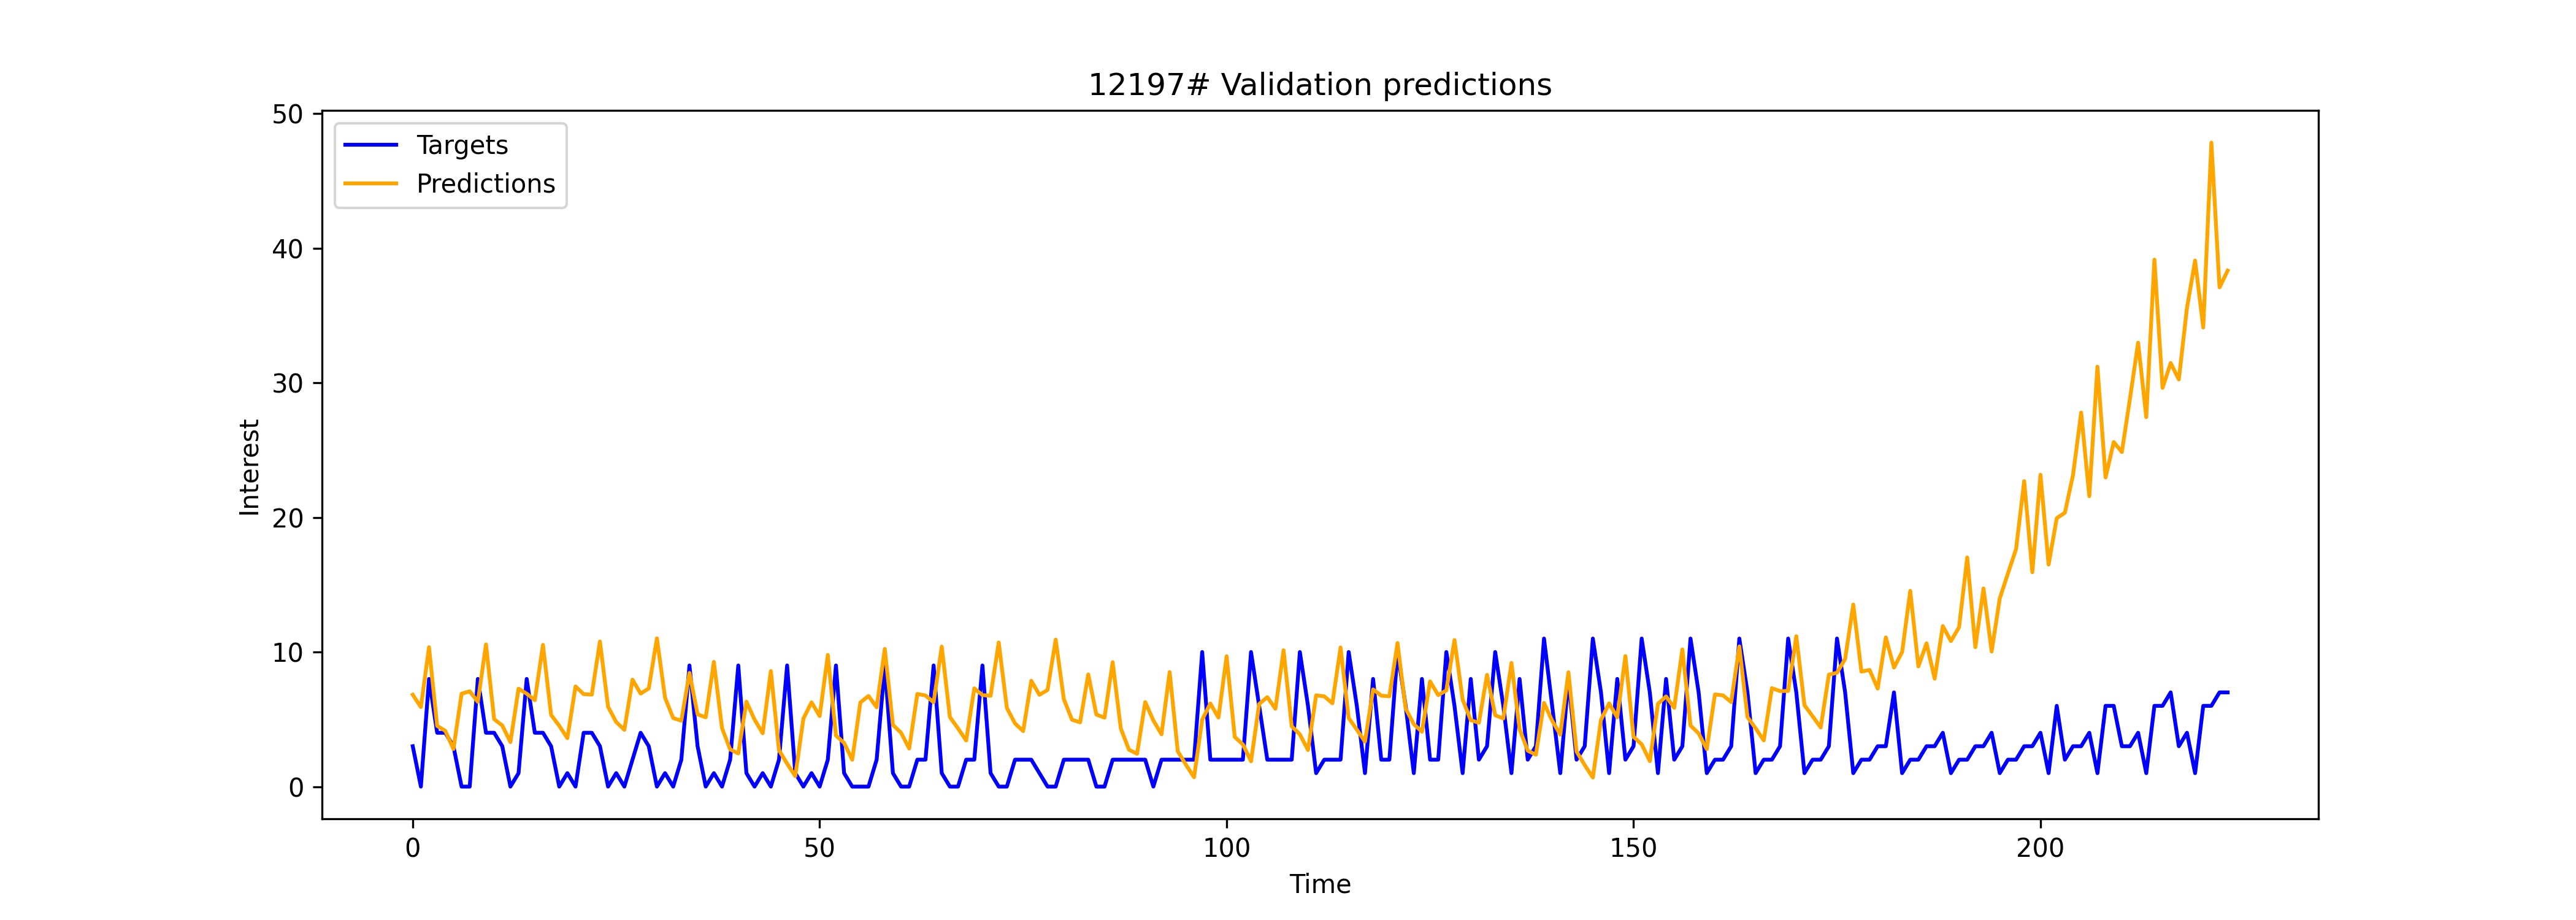 12197# Validation predictions
Targets
Predictions
50
40
30
20
10
0
Interest
0 50 100 150 200
Time